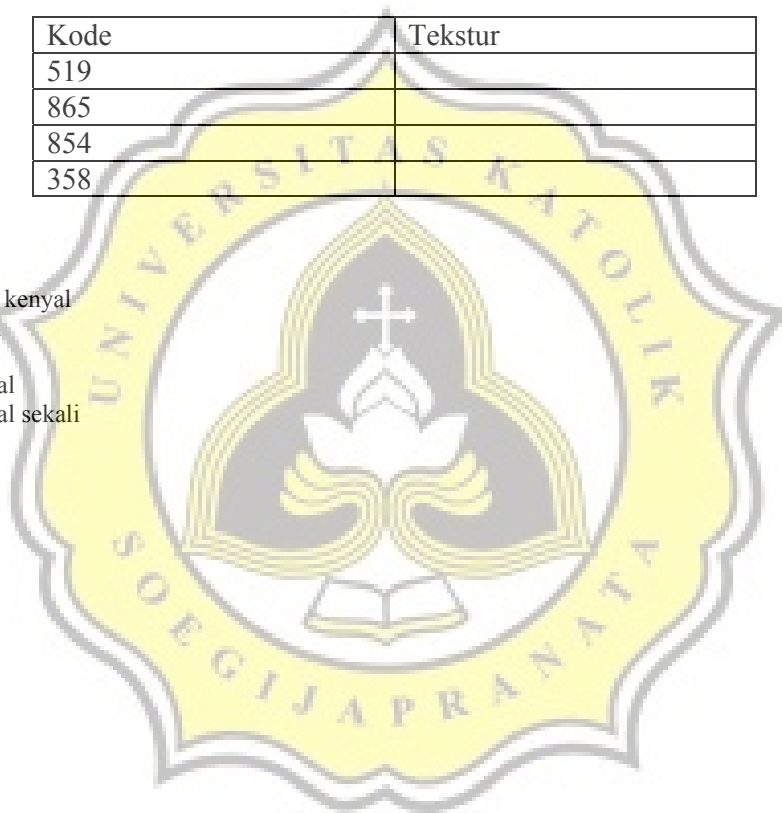 Kode Tekstur
519
865
854
358
kenyal
al
al sekali
UNIVERSITAS KATOLIK
SOEGIJAPRANATA